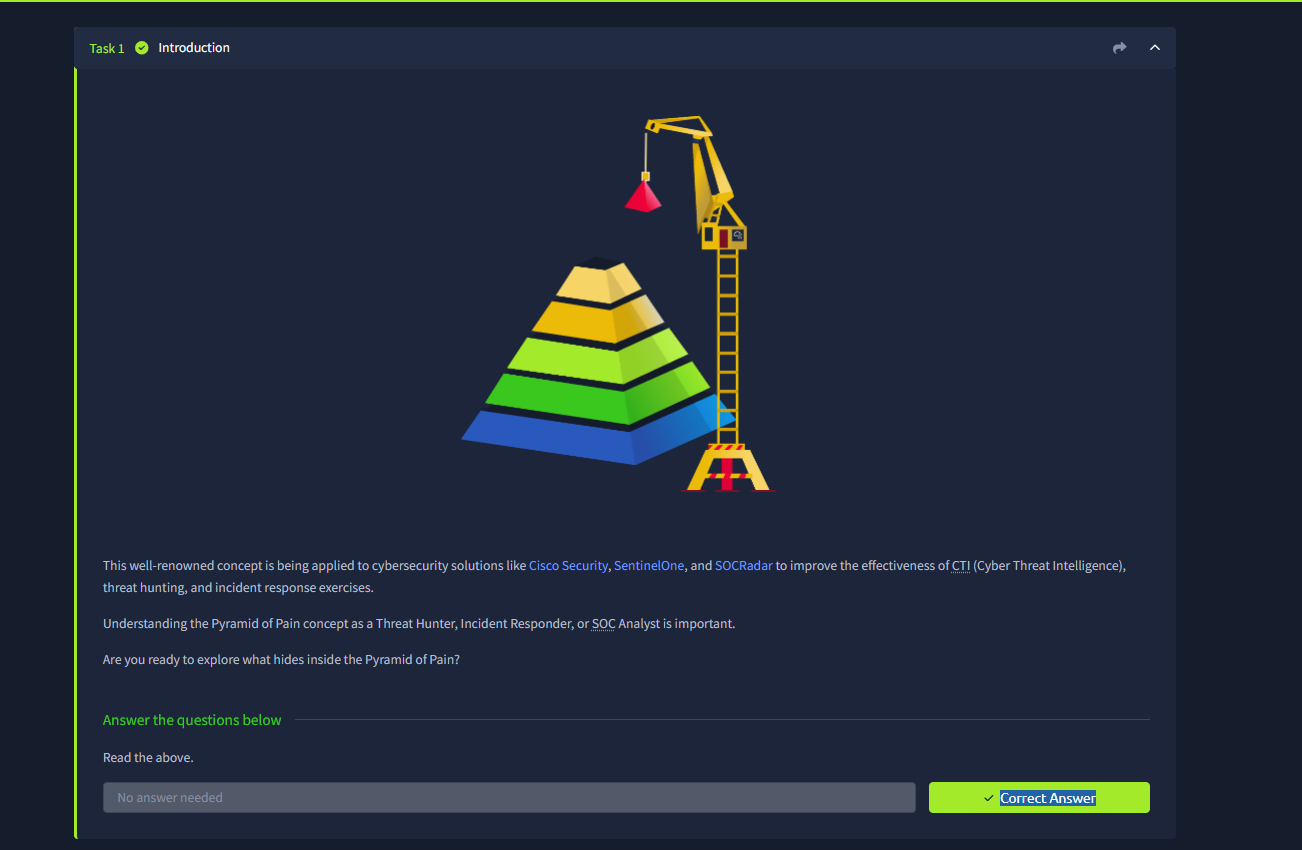 Task 1 Introduction
This well-renowned concept is being applied to cybersecurity solutions like Cisco Security, SentinelOne, and SOCRadar to improve the effectiveness of CTI (Cyber Threat Intelligence),
threat hunting, and incident response exercises.
Understanding the Pyramid of Pain concept as a Threat Hunter, Incident Responder, or SOC Analyst is important.
Are you ready to explore what hides inside the Pyramid of Pain?
Answer the questions below
Read the above.
No answer needed
Correct Answer